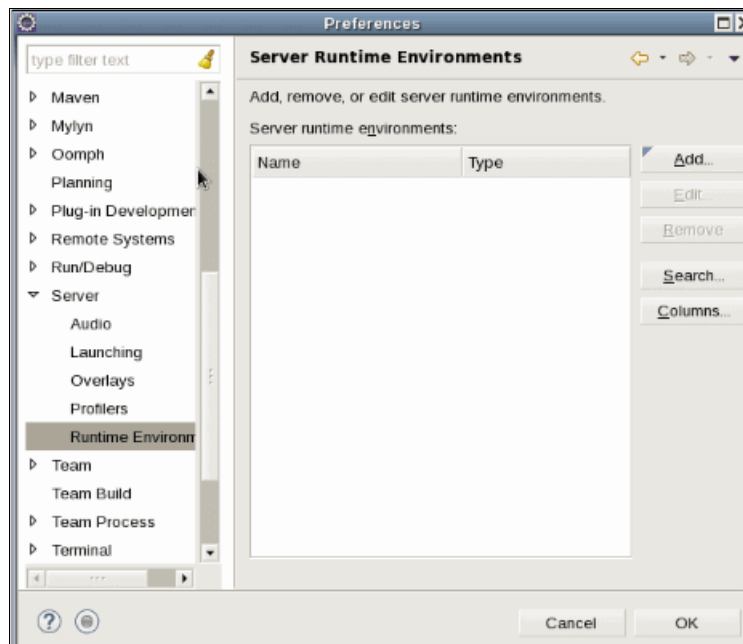 Preferences
type filter text
Maven
Mylyn
Oomph
Planning
Plug-in Developmen
Remote Systems
Run/Debug
Server
Audio
Launching
Overlays
Profilers
Runtime Environm
Team
Team Build
Team Process
Terminal
Server Runtime Environments
Add, remove, or edit server runtime environments.
Server runtime environments:
Name Type
Add...
Edit...
Remove
Search...
Columns...
?
Cancel OK